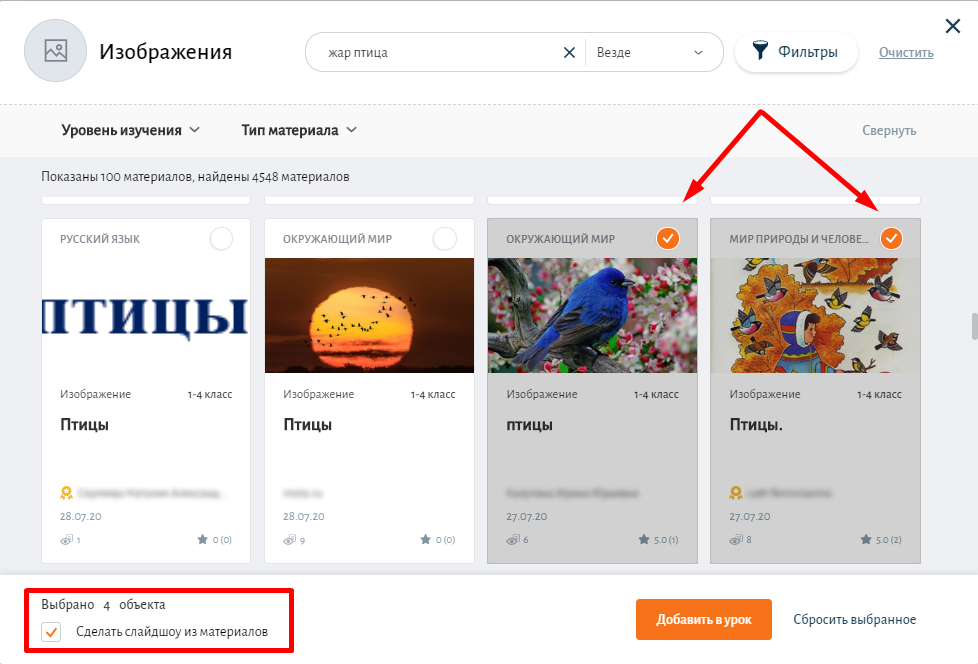 Изображения
жар птица
Везде
Фильтры
Очистить
Уровень изучения
Тип материала
Свернуть
Показаны 100 материалов, найдены 4548 материалов
РУССКИЙ ЯЗЫК
ОКРУЖАЮЩИЙ МИР
ОКРУЖАЮЩИЙ МИР
МИР ПРИРОДЫ И ЧЕЛОВЕ...
ПТИЦЫ
Изображение 1-4 класс
Изображение 1-4 класс
Изображение 1-4 класс
Изображение 1-4 класс
Птицы
Птицы
птицы
Птицы.
28.07.20
28.07.20
27.07.20
27.07.20
1 0 (0)
9 0 (0)
6 5.0 (1)
8 5.0 (2)
Выбрано 4 объекта
Сделать слайдшоу из материалов
Добавить в урок
Сбросить выбранное